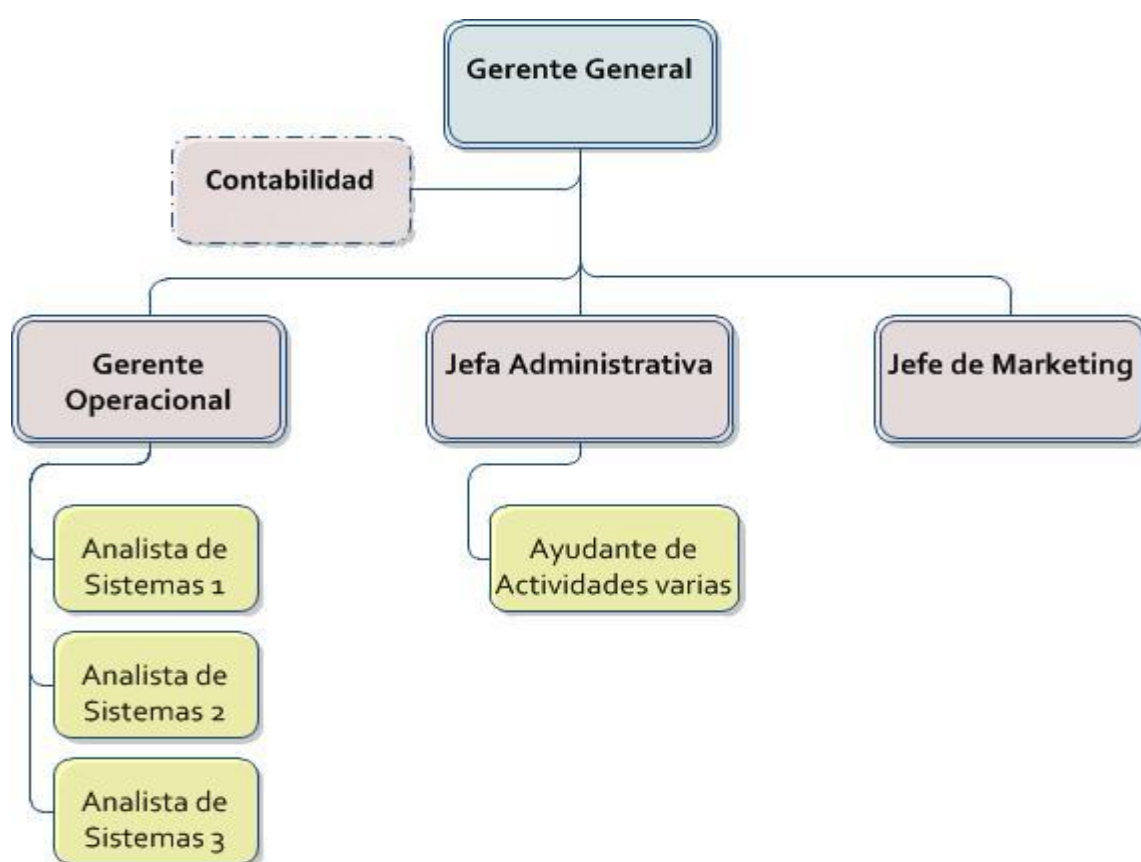 Gerente General
Contabilidad
Gerente
Operacional
Jefa Administrativa
Jefe de Marketing
Analista de
Sistemas 1
Ayudante de
Actividades varias
Analista de
Sistemas 2
Analista de
Sistemas 3